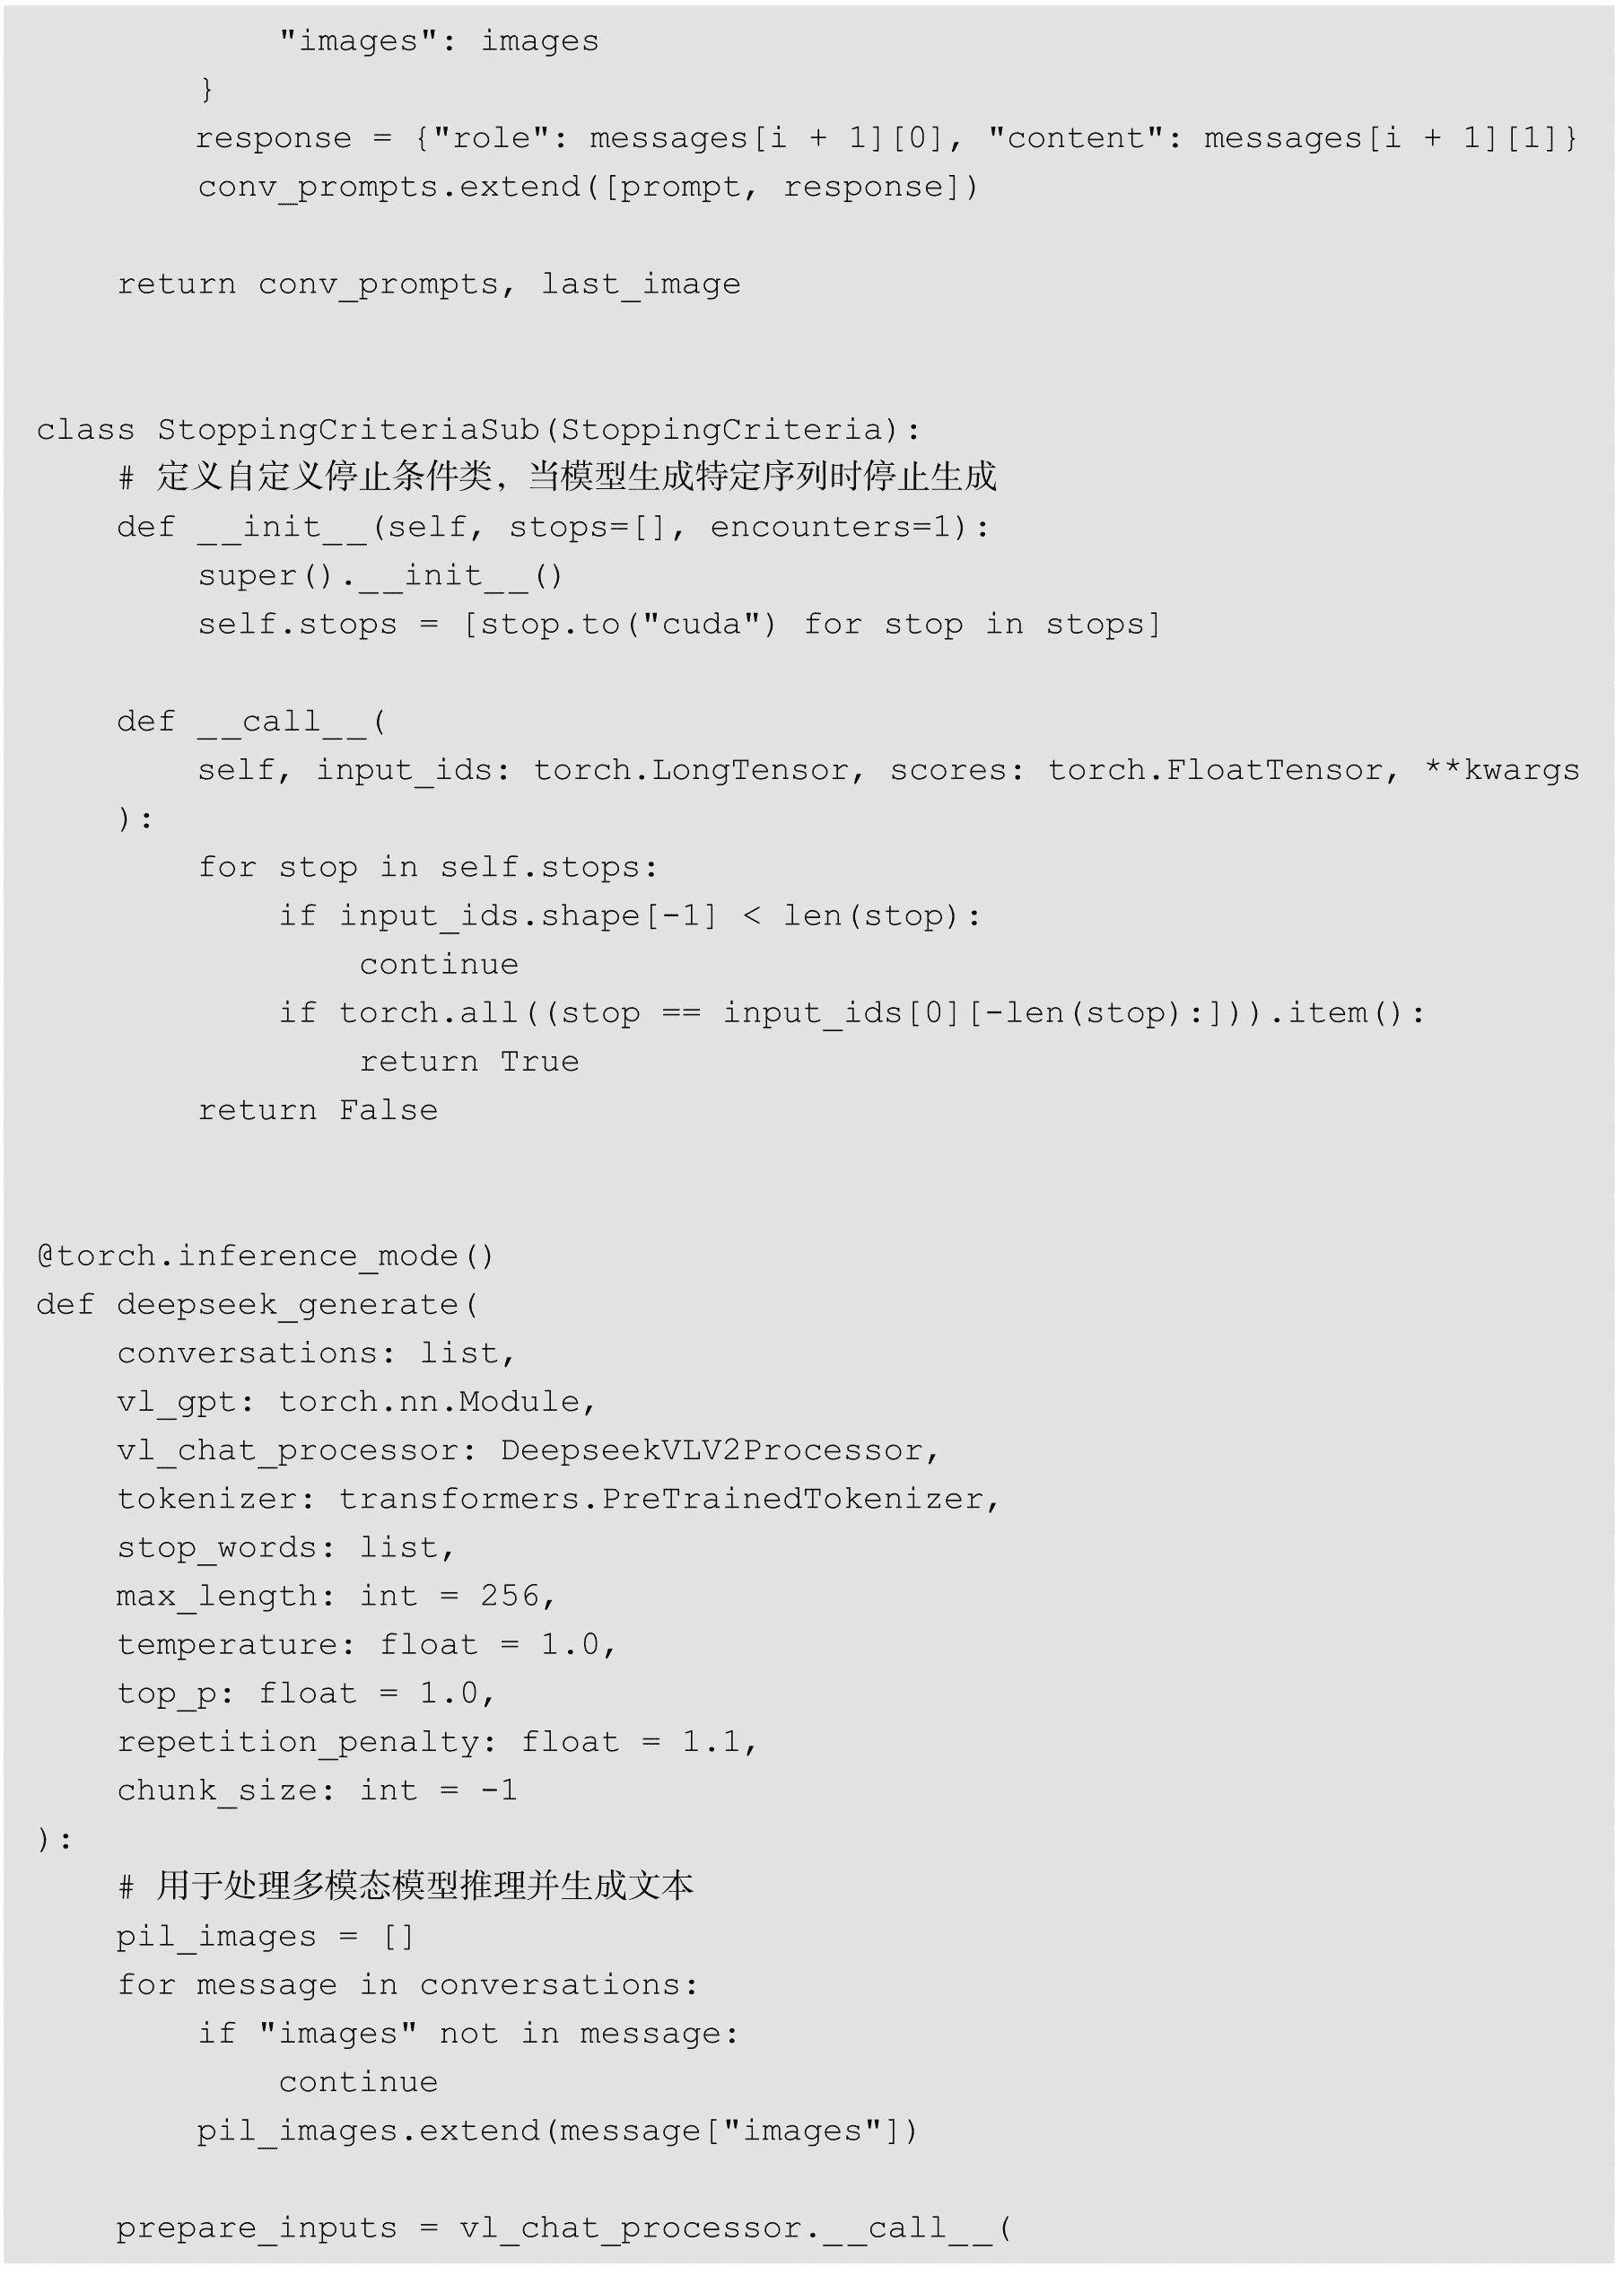 "images": images
        }
        response = {"role": messages[i + 1][0], "content": messages[i + 1][1]}
        conv_prompts.extend([prompt, response])

    return conv_prompts, last_image


class StoppingCriteriaSub(StoppingCriteria):
    # 定义自定义停止条件类，当模型生成特定序列时停止生成
    def __init__(self, stops=[], encounters=1):
        super().__init__()
        self.stops = [stop.to("cuda") for stop in stops]

    def __call__(
        self, input_ids: torch.LongTensor, scores: torch.FloatTensor, **kwargs
    ):
        for stop in self.stops:
            if input_ids.shape[-1] < len(stop):
                continue
            if torch.all((stop == input_ids[0][-len(stop):])).item():
                return True
        return False


@torch.inference_mode()
def deepseek_generate(
    conversations: list,
    vl_gpt: torch.nn.Module,
    vl_chat_processor: DeepseekVLV2Processor,
    tokenizer: transformers.PreTrainedTokenizer,
    stop_words: list,
    max_length: int = 256,
    temperature: float = 1.0,
    top_p: float = 1.0,
    repetition_penalty: float = 1.1,
    chunk_size: int = -1
):
    # 用于处理多模态模型推理并生成文本
    pil_images = []
    for message in conversations:
        if "images" not in message:
            continue
        pil_images.extend(message["images"])

    prepare_inputs = vl_chat_processor.__call__(